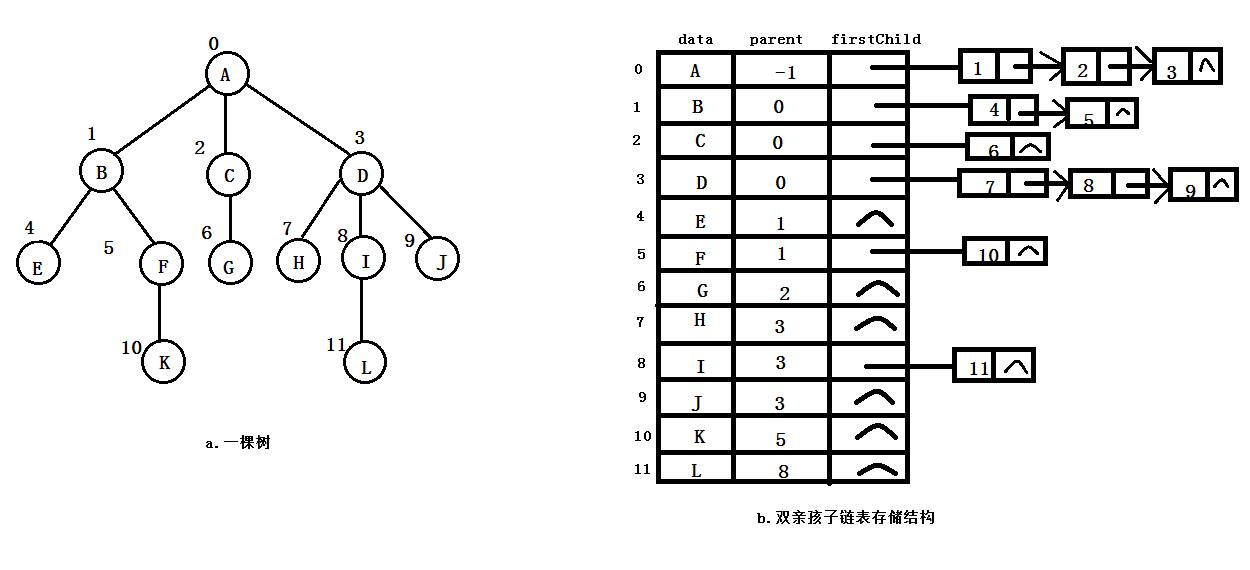 0
A
1
2
3
B
C
D
4
5
6
7
8
9
E
F
G
H
I
J
10
11
K
L
a.一棵树
data parent firstChild
0 A -1 1 2 3 ^
1 B 0 4 5 ^
2 C 0 6 ^
3 D 0 7 8 9 ^
4 E 1 ^
5 F 1 10 ^
6 G 2 ^
7 H 3 ^
8 I 3 11 ^
9 J 3 ^
10 K 5 ^
11 L 8 ^
b.双亲孩子链表存储结构